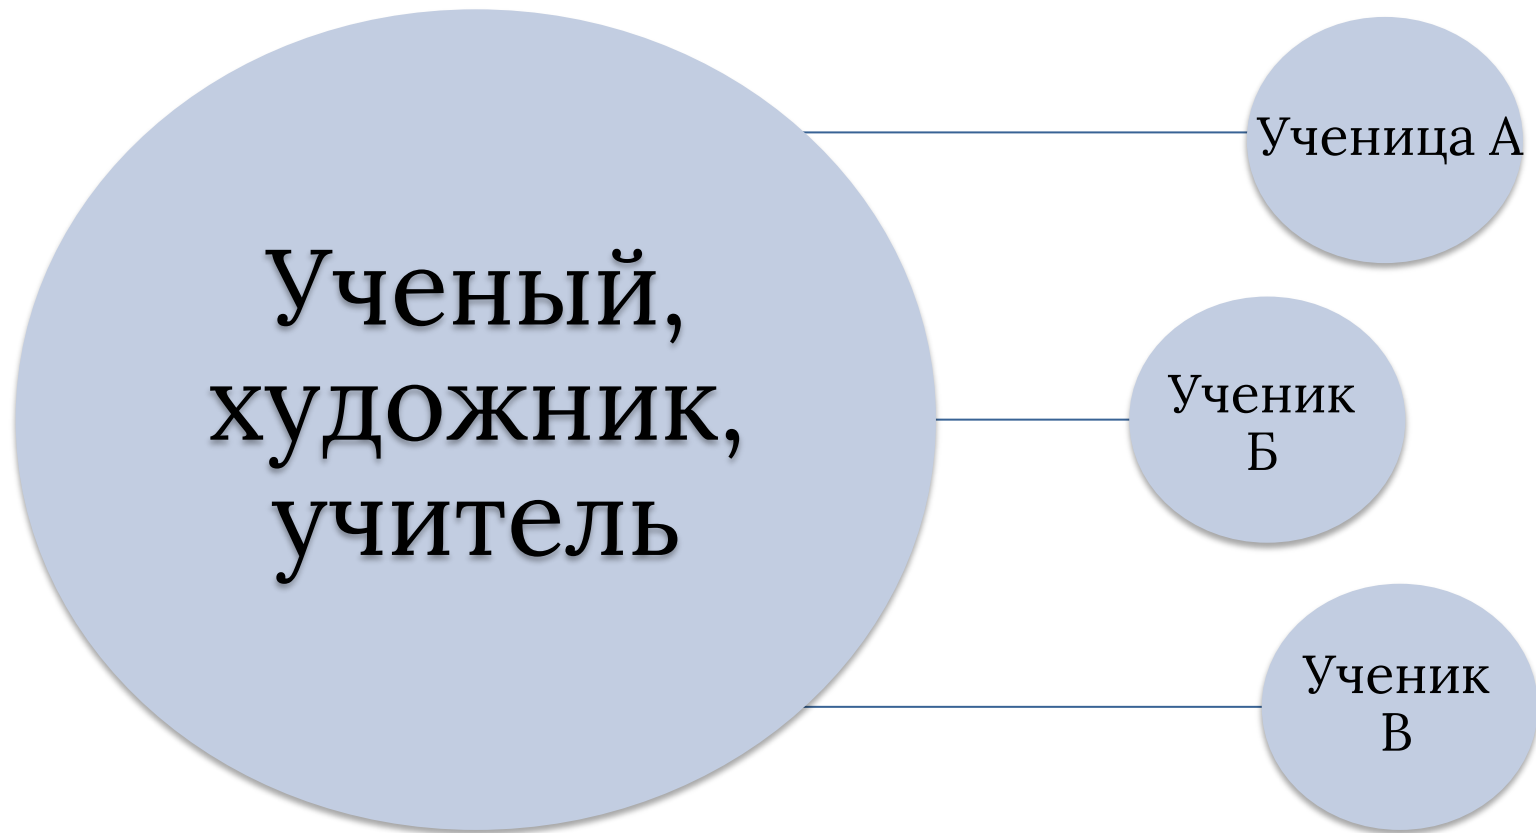 Ученый,
художник,
учитель
Ученица А
Ученик
Б
Ученик
В